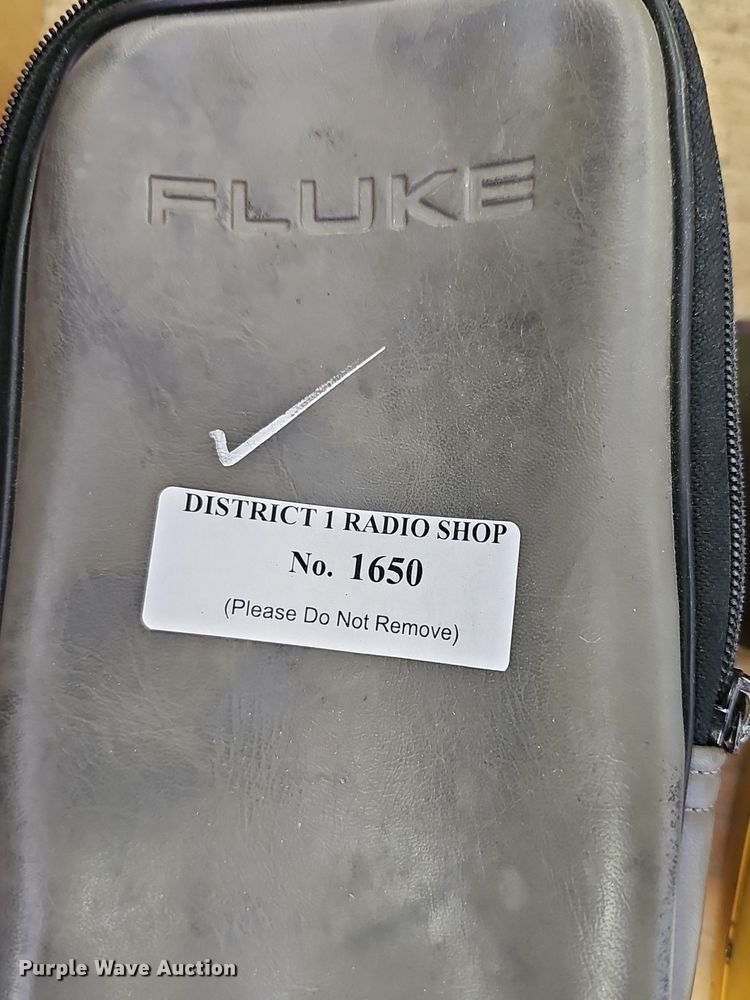 FLUKE
DISTRICT 1 RADIO SHOP
No. 1650
(Please Do Not Remove)
Purple Wave Auction